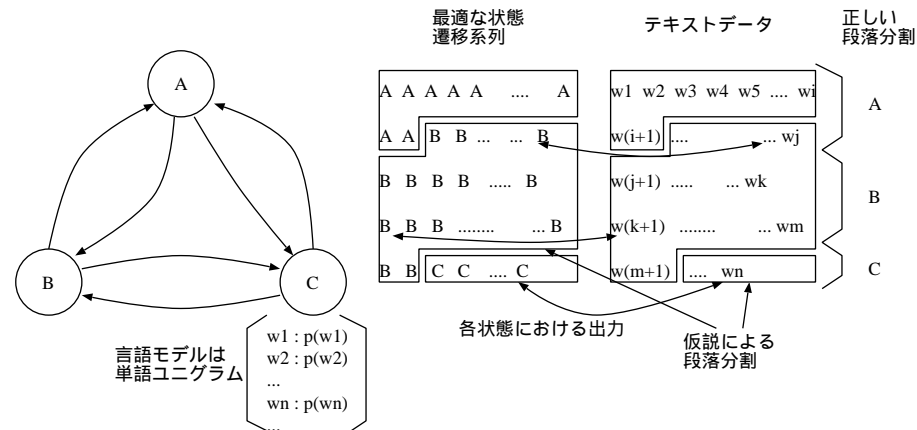 最適な状態
遷移系列
テキストデータ
正しい
段落分割
A
B
C
言語モデルは
単語ユニグラム
w1 : p(w1)
w2 : p(w2)
...
wn : p(wn)
...
A A A A A .... A
A A B B ... ... B
B B B B ..... B
B B B ........ ... B
B B C C .... C
w1 w2 w3 w4 w5 .... wi
w(i+1) .... ... wj
w(j+1) ..... ... wk
w(k+1) ........ ... wm
w(m+1) .... wn
A
B
C
各状態における出力
仮説による
段落分割